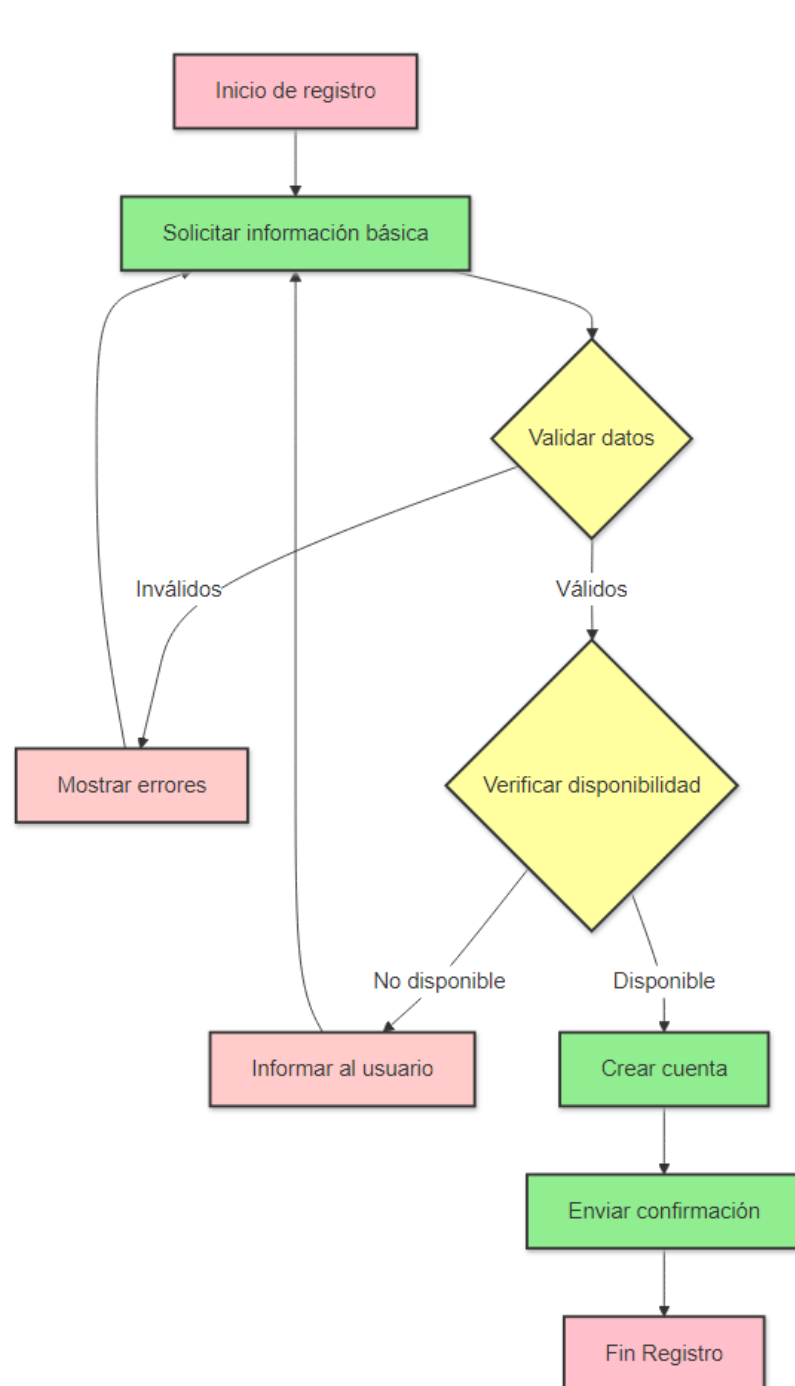 Inicio de registro
Solicitar información básica
Validar datos
Inválidos
Válidos
Mostrar errores
Verificar disponibilidad
No disponible
Disponible
Informar al usuario
Crear cuenta
Enviar confirmación
Fin Registro